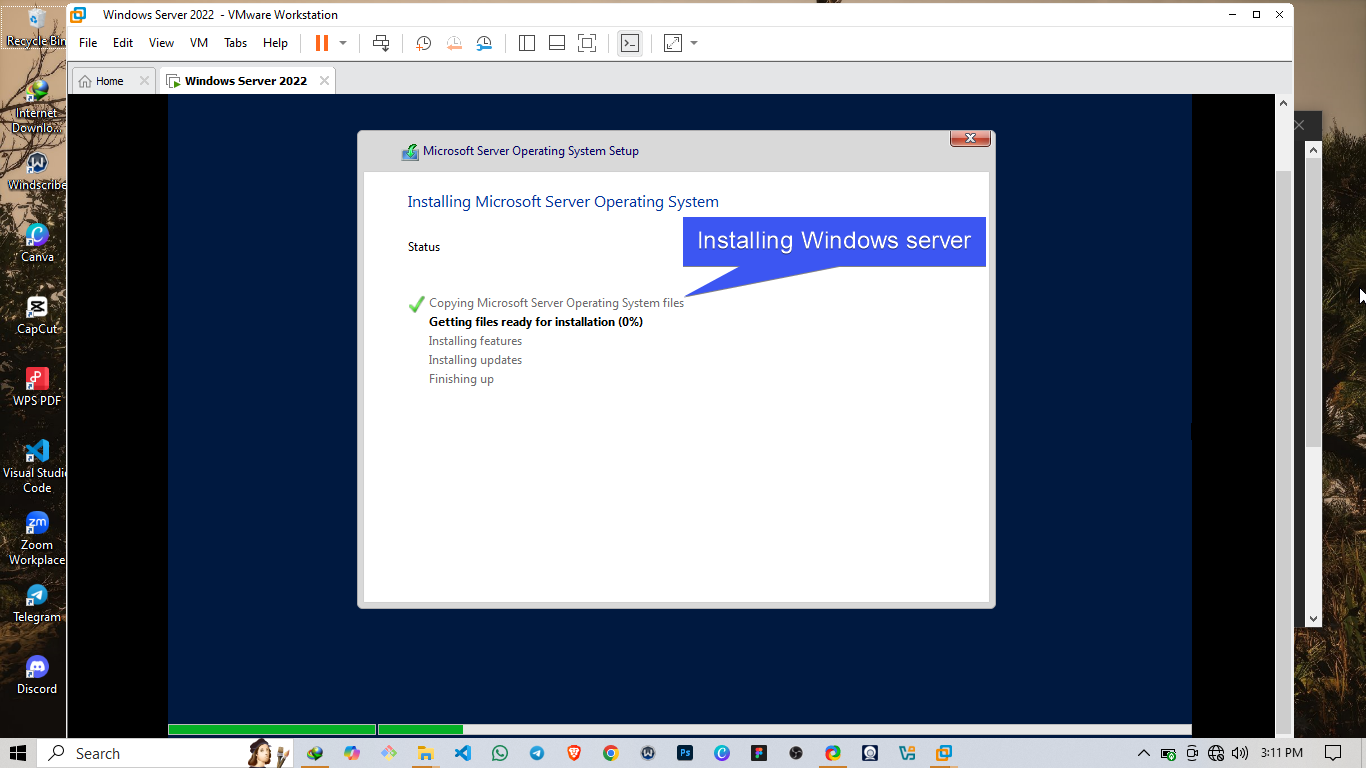 Windows Server 2022 - VMware Workstation
File Edit View VM Tabs Help
Home
Windows Server 2022
Microsoft Server Operating System Setup
Installing Microsoft Server Operating System
Installing Windows server
Status
Copying Microsoft Server Operating System files
Getting files ready for installation (0%)
Installing features
Installing updates
Finishing up
Recycle Bin
Internet
Downlo...
Windscribe
Canva
CapCut
WPS PDF
Visual Studio
Code
Zoom
Workplace
Telegram
Discord
Search
3:11 PM